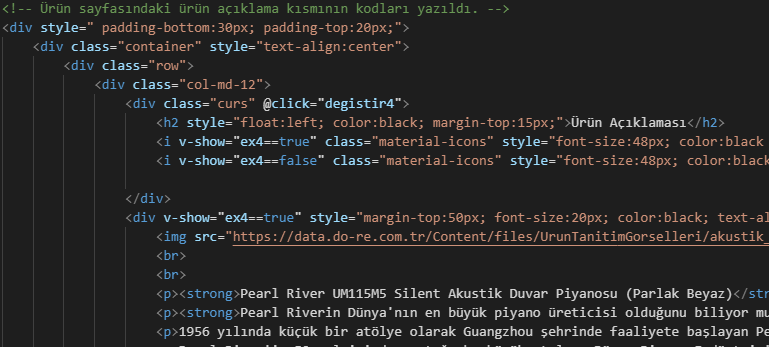 <!-- Ürün sayfasındaki ürün açıklama kısmının kodları yazıldı. -->
<div style=" padding-bottom:30px; padding-top:20px;">
<div class="container" style="text-align:center">
<div class="row">
<div class="col-md-12">
<div class="curs" @click="degistir4">
<h2 style="float:left; color:black; margin-top:15px;">Ürün Açıklaması</h2>
<i v-show="ex4==true" class="material-icons" style="font-size:48px; color:black
<i v-show="ex4==false" class="material-icons" style="font-size:48px; color:black
</div>
<div v-show="ex4==true" style="margin-top:50px; font-size:20px; color:black; text-al
<img src="https://data.do-re.com.tr/Content/files/UrunTanitimGorselleri/akustik_
<br>
<br>
<p><strong>Pearl River UM115M5 Silent Akustik Duvar Piyanosu (Parlak Beyaz)</st
<p><strong>Pearl Riverin Dünya'nın en büyük piyano üreticisi olduğunu biliyor mu
<p>1956 yılında küçük bir atölye olarak Guangzhou şehrinde faaliyete başlayan Pe